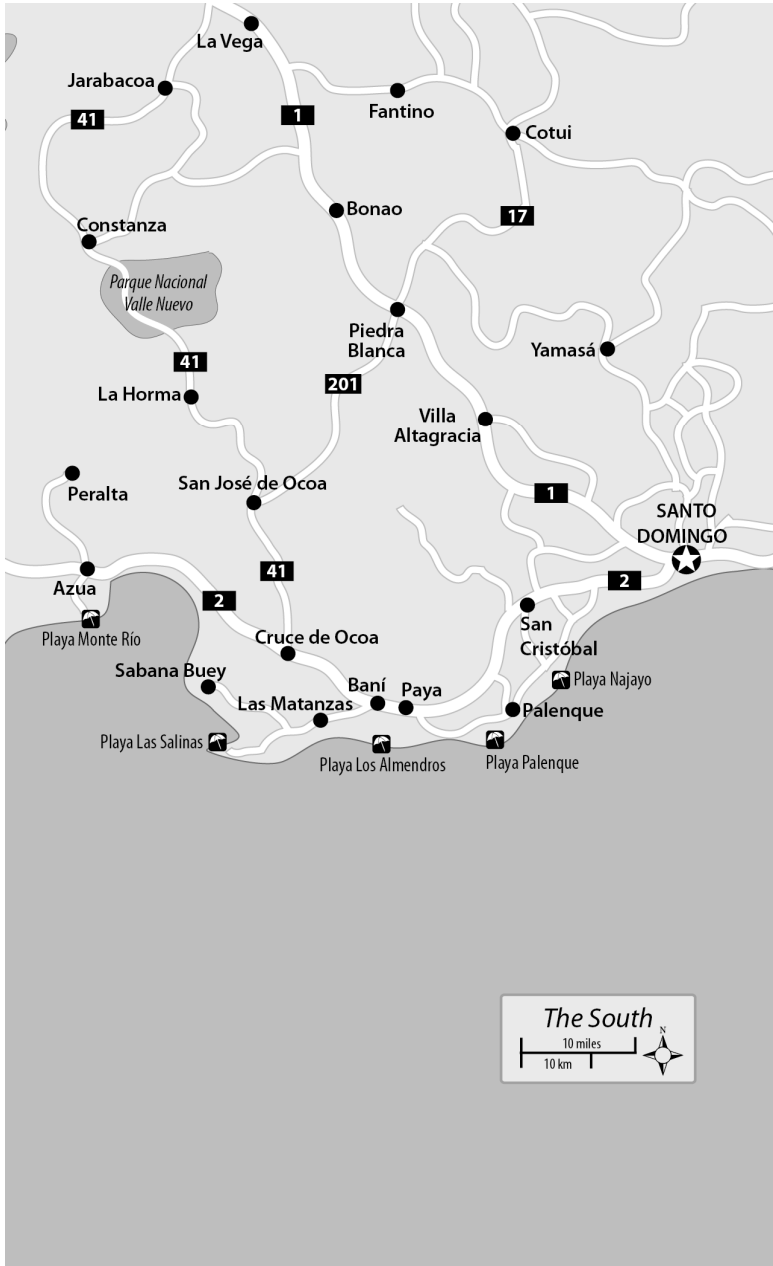 La Vega
Jarabacoa
41
1
Fantino
Cotui
Constanza
Bonao
17
Parque Nacional
Valle Nuevo
Piedra
Blanca
Yamasá
41
201
La Horma
Villa
Altagracia
Peralta
San José de Ocoa
1
SANTO
DOMINGO
Azua
41
2
2
Playa Monte Río
Cruce de Ocoa
San
Cristóbal
Sabana Buey
Baní
Paya
Playa Najayo
Las Matanzas
Palenque
Playa Las Salinas
Playa Los Almendros
Playa Palenque
The South
N
10 miles
10 km